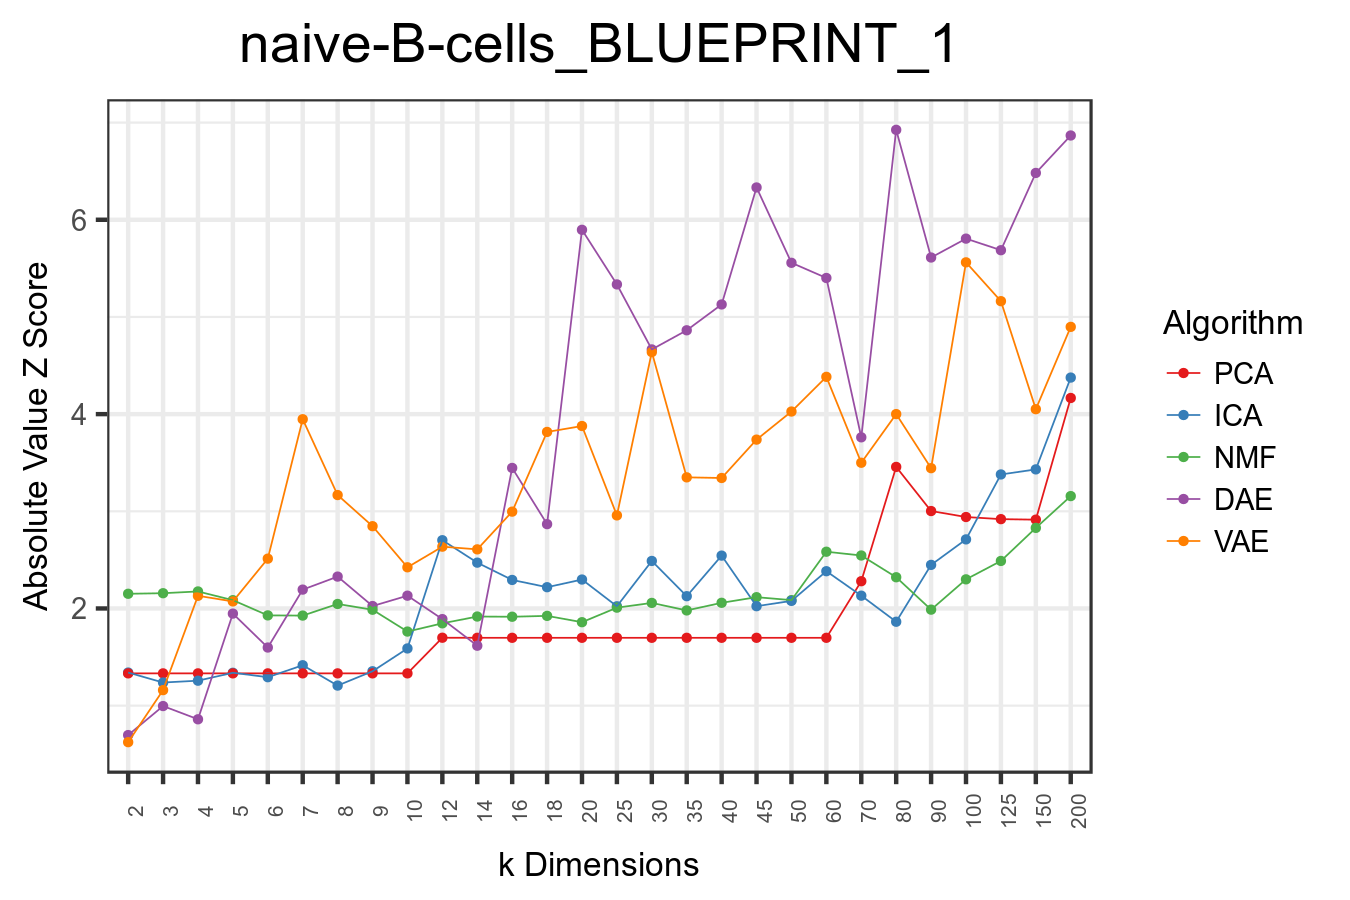 naive-B-cells_BLUEPRINT_1
Absolute Value Z Score
6
4
2
2 3 4 5 6 7 8 9 10 12 14 16 18 20 25 30 35 40 45 50 60 70 80 90 100 125 150 200
k Dimensions
Algorithm
PCA
ICA
NMF
DAE
VAE